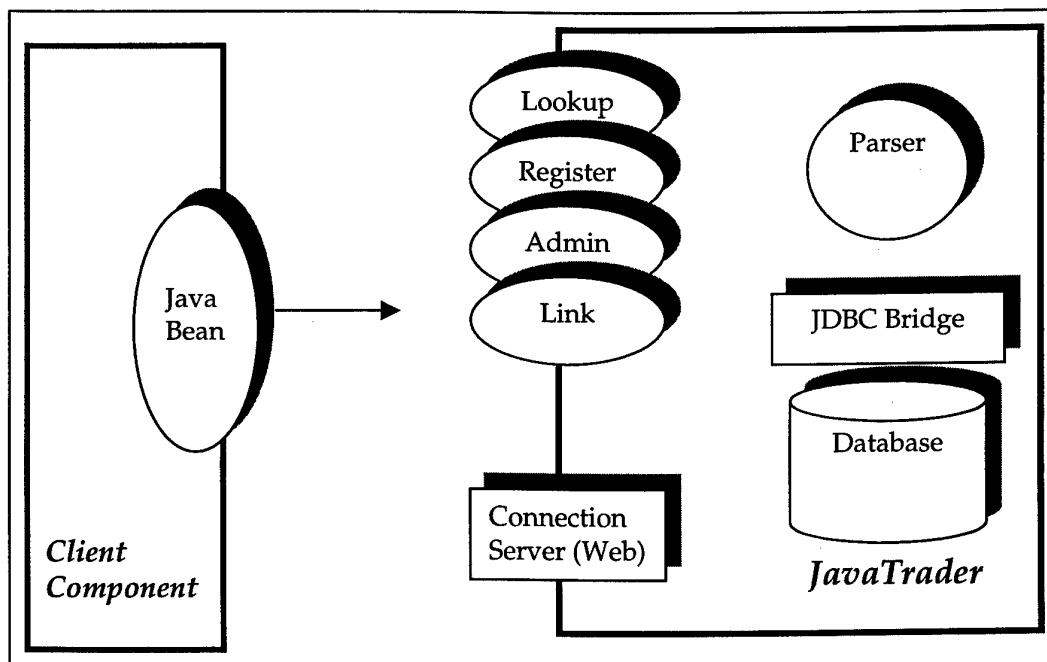 Lookup
Register
Admin
Link
Parser
Java
Bean
JDBC Bridge
Database
Connection
Server (Web)
Client
Component
JavaTrader